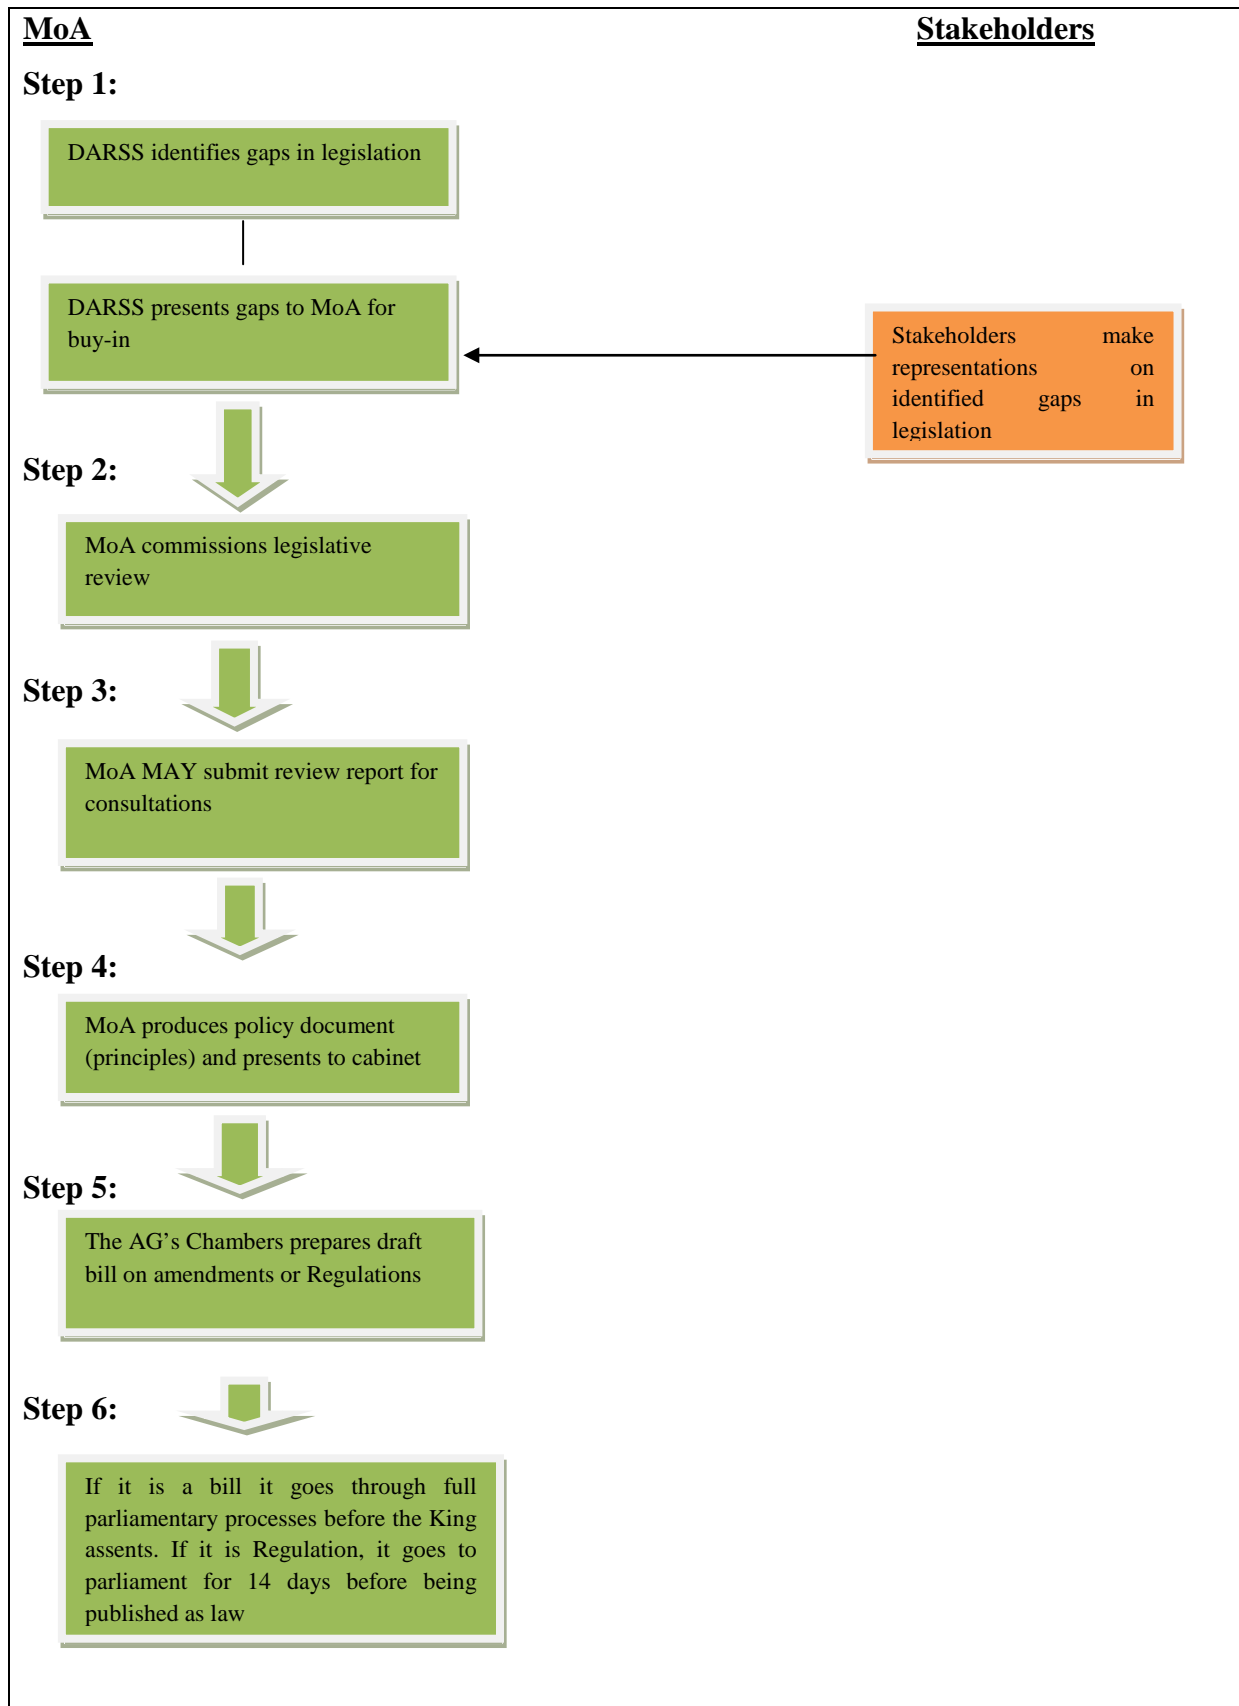 MoA
Stakeholders
Step 1:
DARSS identifies gaps in legislation
DARSS presents gaps to MoA for
buy-in
Stakeholders make
representations on
identified gaps in
legislation
Step 2:
MoA commissions legislative
review
Step 3:
MoA MAY submit review report for
consultations
Step 4:
MoA produces policy document
(principles) and presents to cabinet
Step 5:
The AG’s Chambers prepares draft
bill on amendments or Regulations
Step 6:
If it is a bill it goes through full
parliamentary processes before the King
assents. If it is Regulation, it goes to
parliament for 14 days before being
published as law